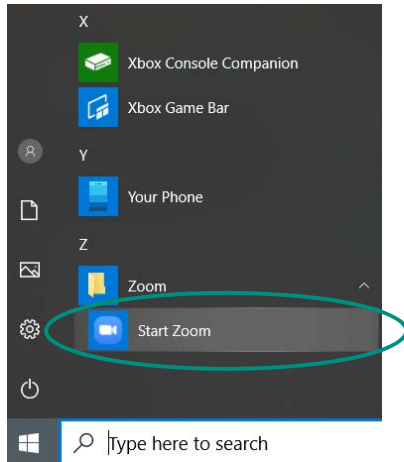 X
Xbox Console Companion
Xbox Game Bar
Y
Your Phone
Z
Zoom
Start Zoom
Type here to search